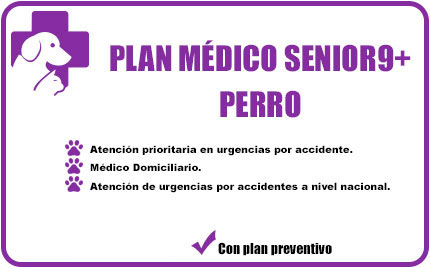 PLAN MÉDICO SENIOR9+
PERRO
Atención prioritaria en urgencias por accidente.
Médico Domiciliario.
Atención de urgencias por accidentes a nivel nacional.
Con plan preventivo